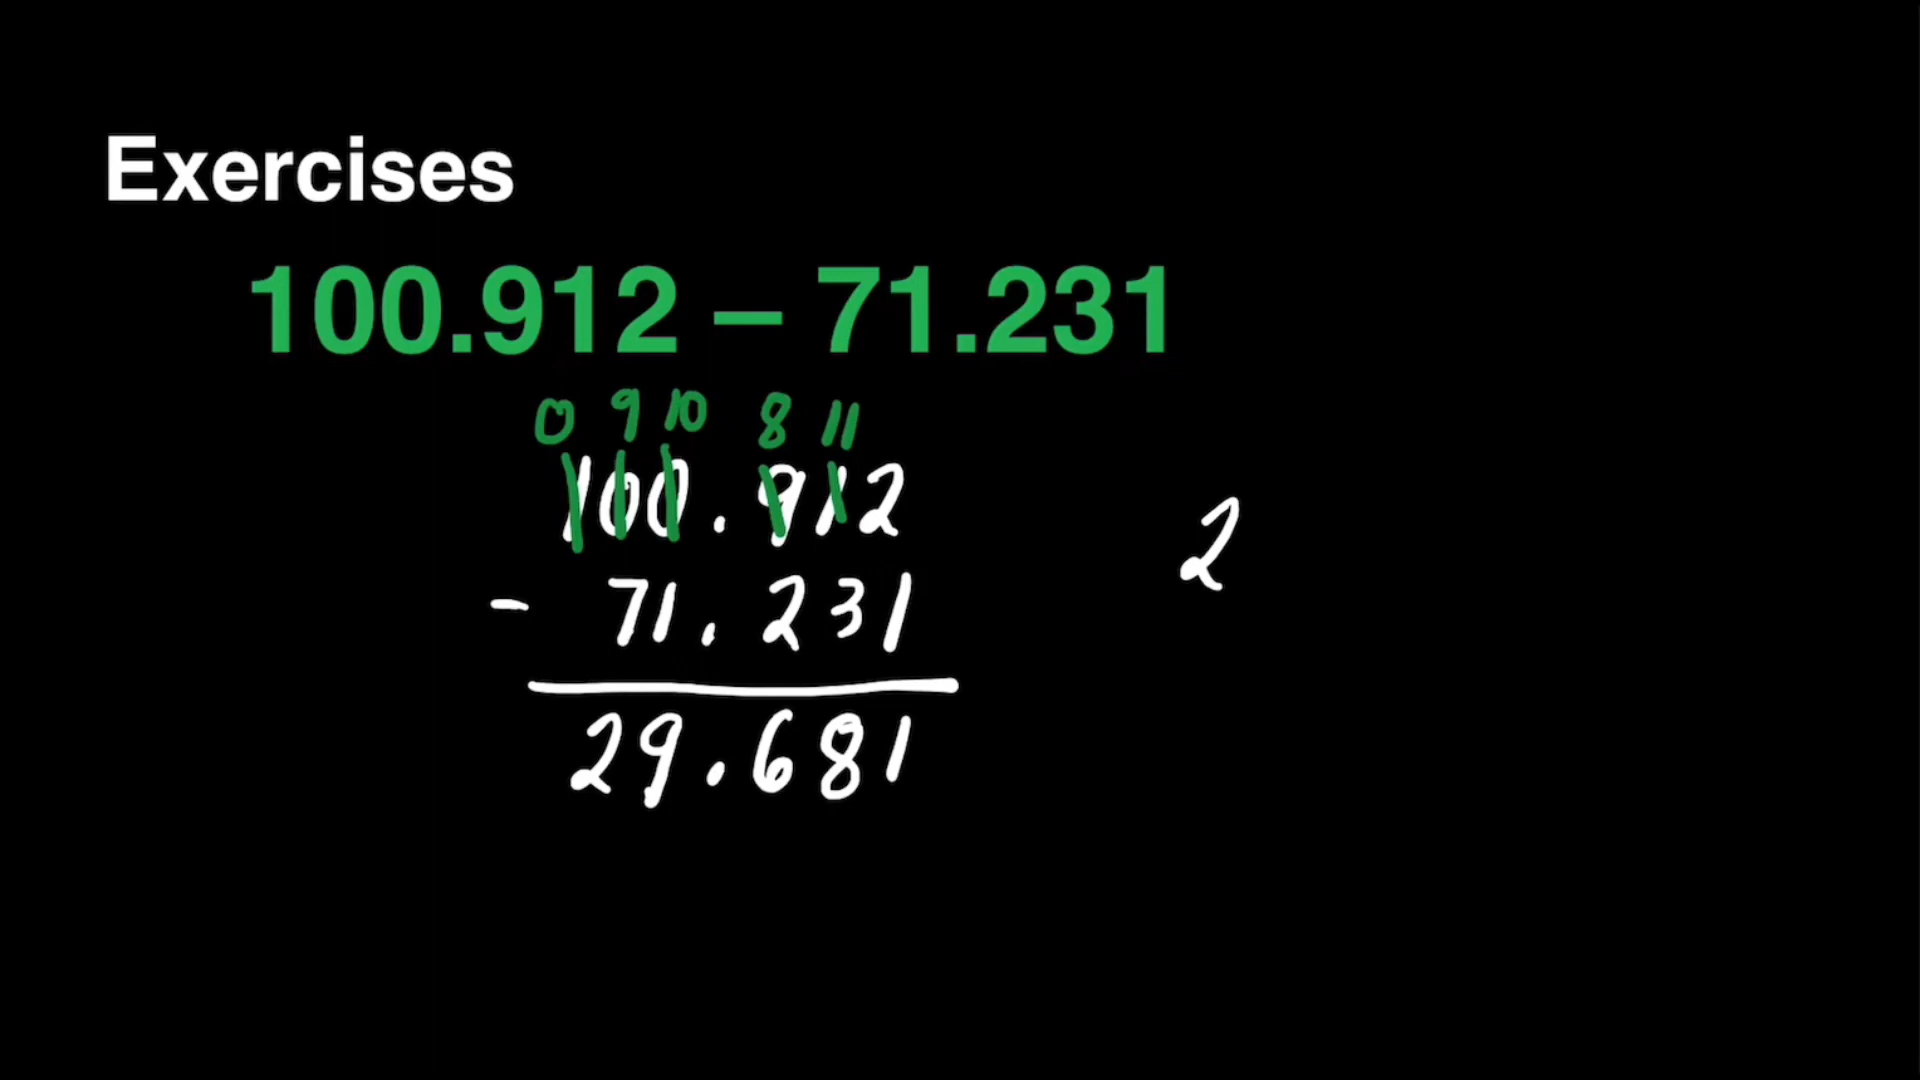 Exercises
100.912 – 71.231
0 9 10 8 11
100.912
- 71.231
29.681
2